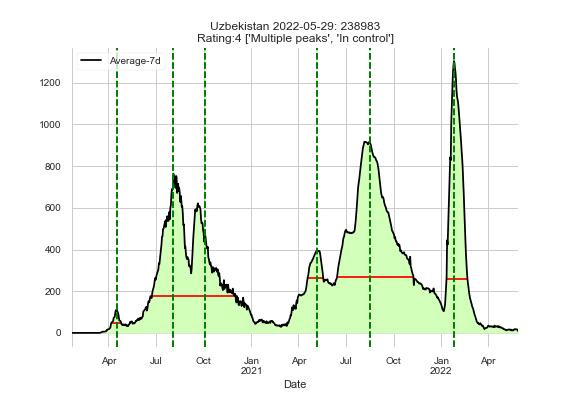 Uzbekistan 2022-05-29: 238983
Rating:4 ['Multiple peaks', 'In control']
Average-7d
1200
1000
800
600
400
200
0
Apr Jul Oct Jan Apr Jul Oct Jan Apr
2021 2022
Date